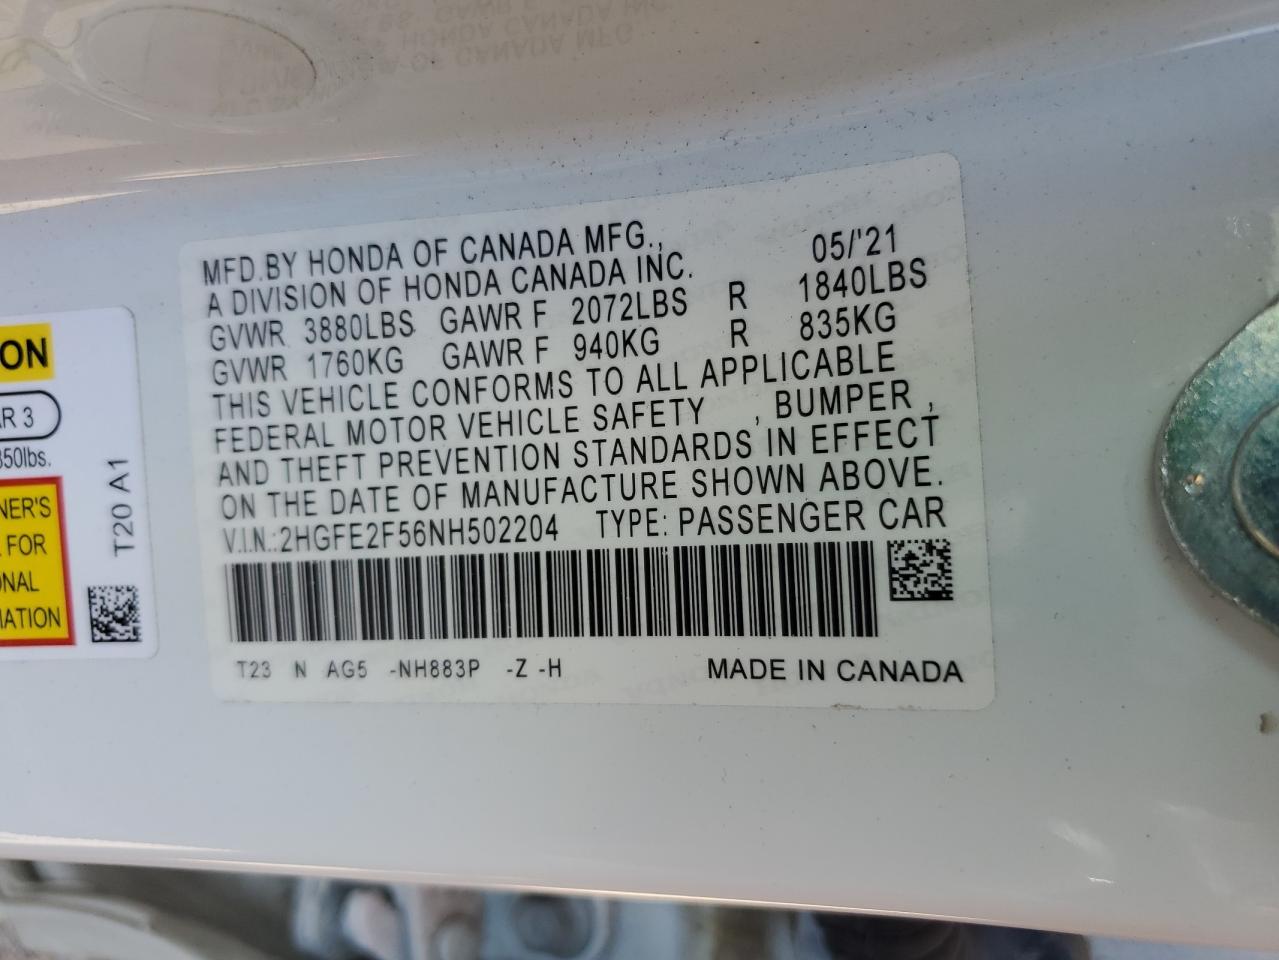 MFD.BY HONDA OF CANADA MFG., 05/'21
A DIVISION OF HONDA CANADA INC.
GVWR 3880LBS GAWR F 2072LBS R 1840LBS
GVWR 1760KG GAWR F 940KG R 835KG
THIS VEHICLE CONFORMS TO ALL APPLICABLE
FEDERAL MOTOR VEHICLE SAFETY , BUMPER ,
AND THEFT PREVENTION STANDARDS IN EFFECT
ON THE DATE OF MANUFACTURE SHOWN ABOVE.
V.I.N.:2HGFE2F56NH502204 TYPE: PASSENGER CAR
T23 N AG5 -NH883P -Z -H MADE IN CANADA
ON
R 3
350lbs.
NER'S
FOR
ONAL
MATION
T20 A1